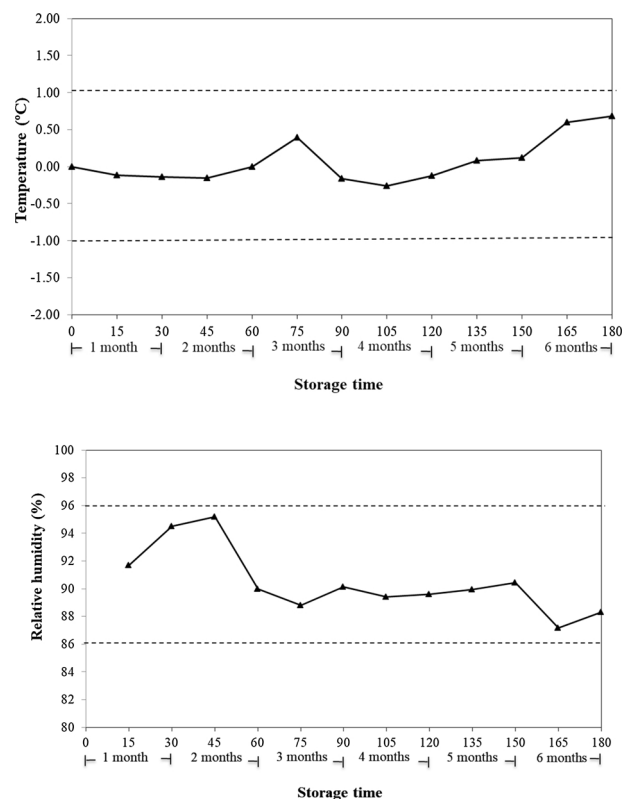 2.00
1.50
1.00
0.50
0.00
-0.50
-1.00
-1.50
-2.00
Temperature (ºC)
0 15 30 45 60 75 90 105 120 135 150 165 180
1 month 2 months 3 months 4 months 5 months 6 months
Storage time
100
98
96
94
92
90
88
86
84
82
80
Relative humidity (%)
0 15 30 45 60 75 90 105 120 135 150 165 180
1 month 2 months 3 months 4 months 5 months 6 months
Storage time